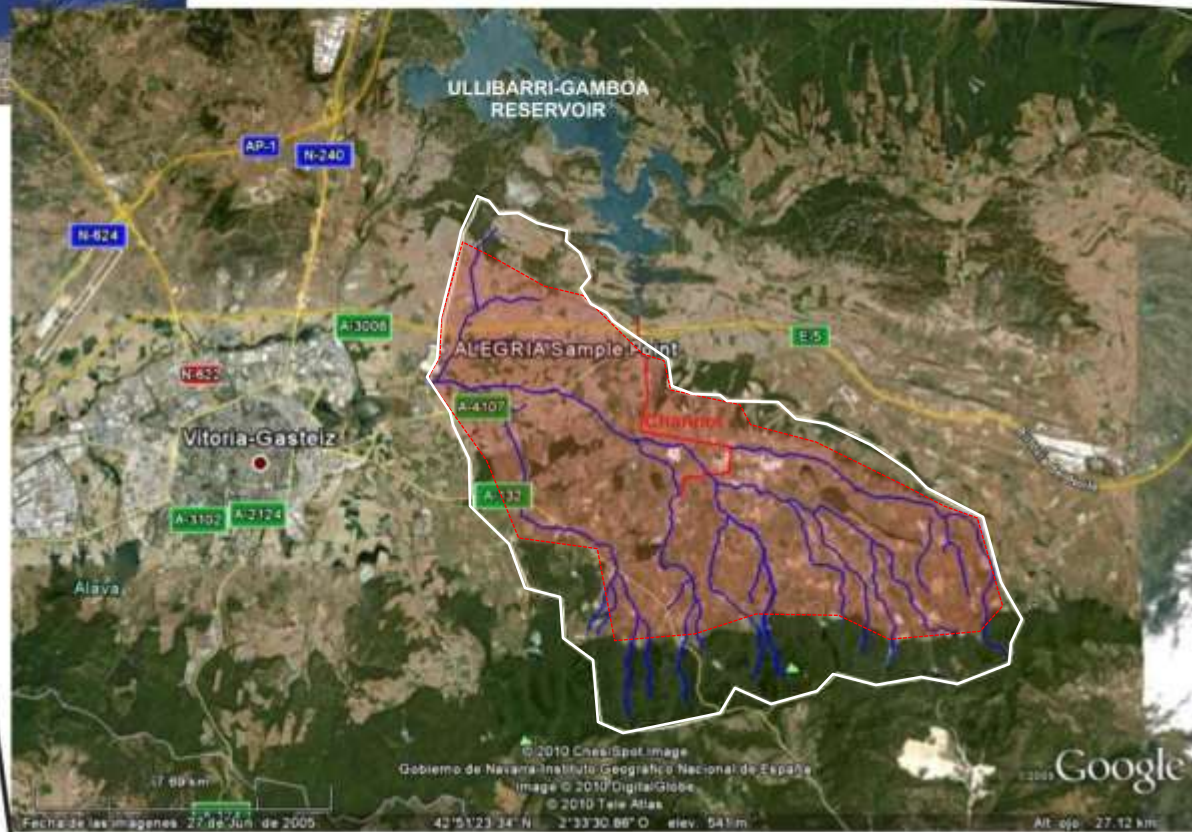 ULLIBARRI-GAMBOA
RESERVOIR
AP-1
N-240
N-624
A-3008
E-5
ALEGRIA Sample Point
N-622
A-4107
Channel
Vitoria-Gasteiz
A-132
A-3102
A-2124
Alava
© 2010 Cnes/Spot Image
Gobierno de Navarra-Instituto Geográfico Nacional de España
Image © 2010 DigitalGlobe
© 2010 Tele Atlas
Google
Fecha de las imágenes: 27 de Jun. de 2005
42°51'23.34" N
2°33'30.86" O
elev. 541 m
Alt. ojo 27.12 km